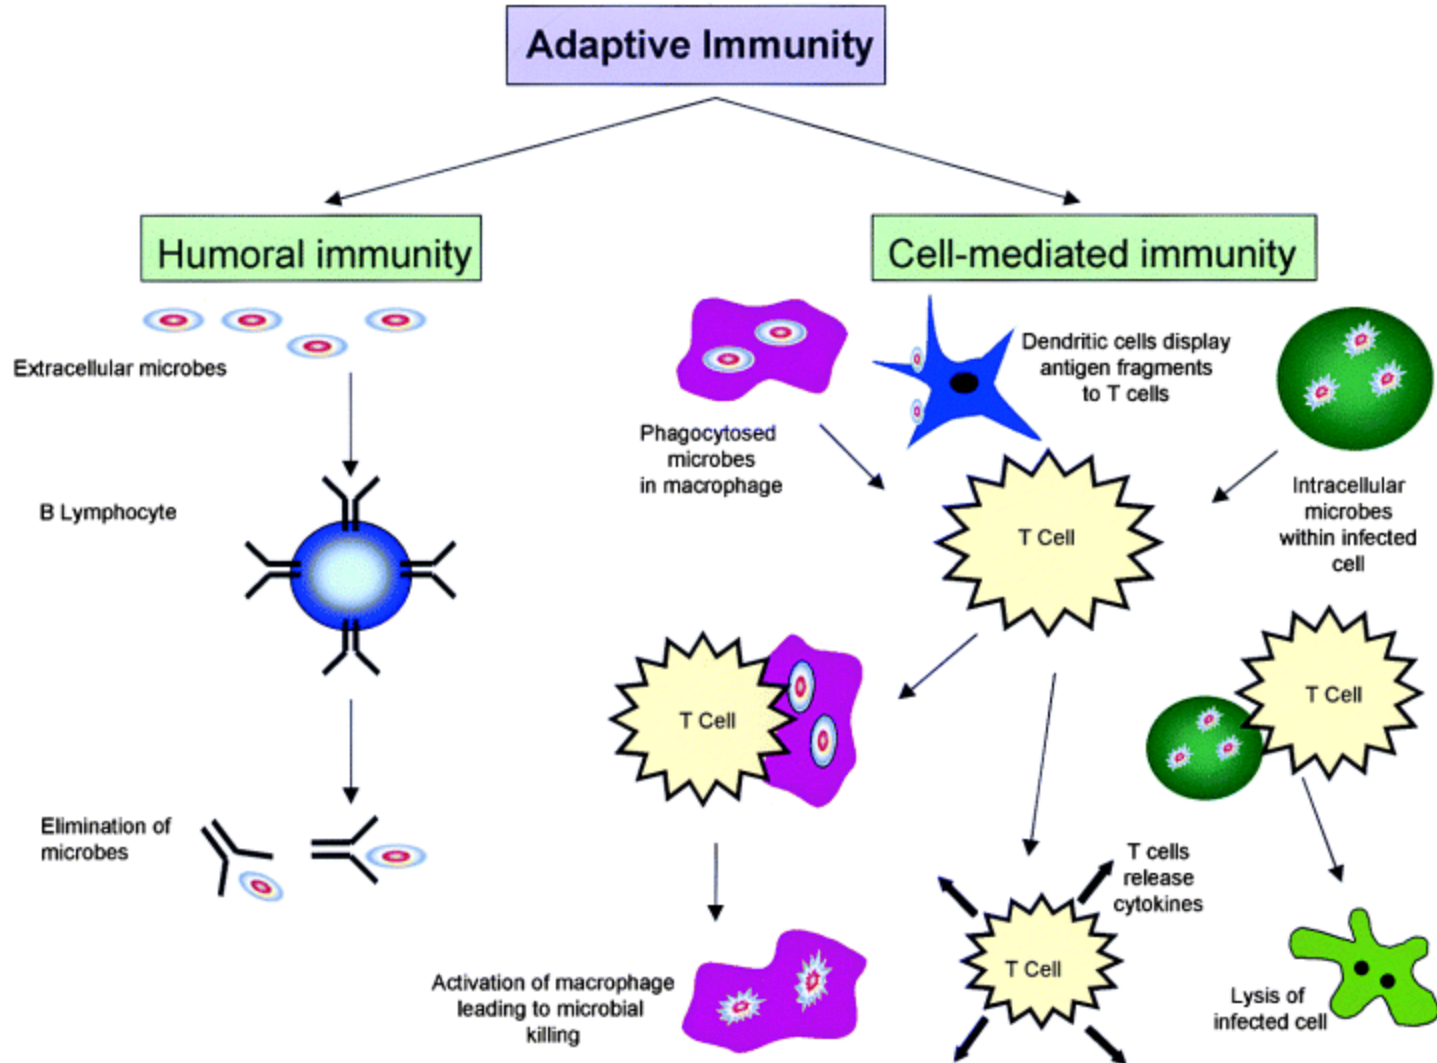 Adaptive Immunity
Humoral immunity
Cell-mediated immunity
Extracellular microbes
B Lymphocyte
Elimination of
microbes
Phagocytosed
microbes
in macrophage
Dendritic cells display
antigen fragments
to T cells
Intracellular
microbes
within infected
cell
T Cell
T Cell
T Cell
Activation of macrophage
leading to microbial
killing
T cells
release
cytokines
T Cell
Lysis of
infected cell